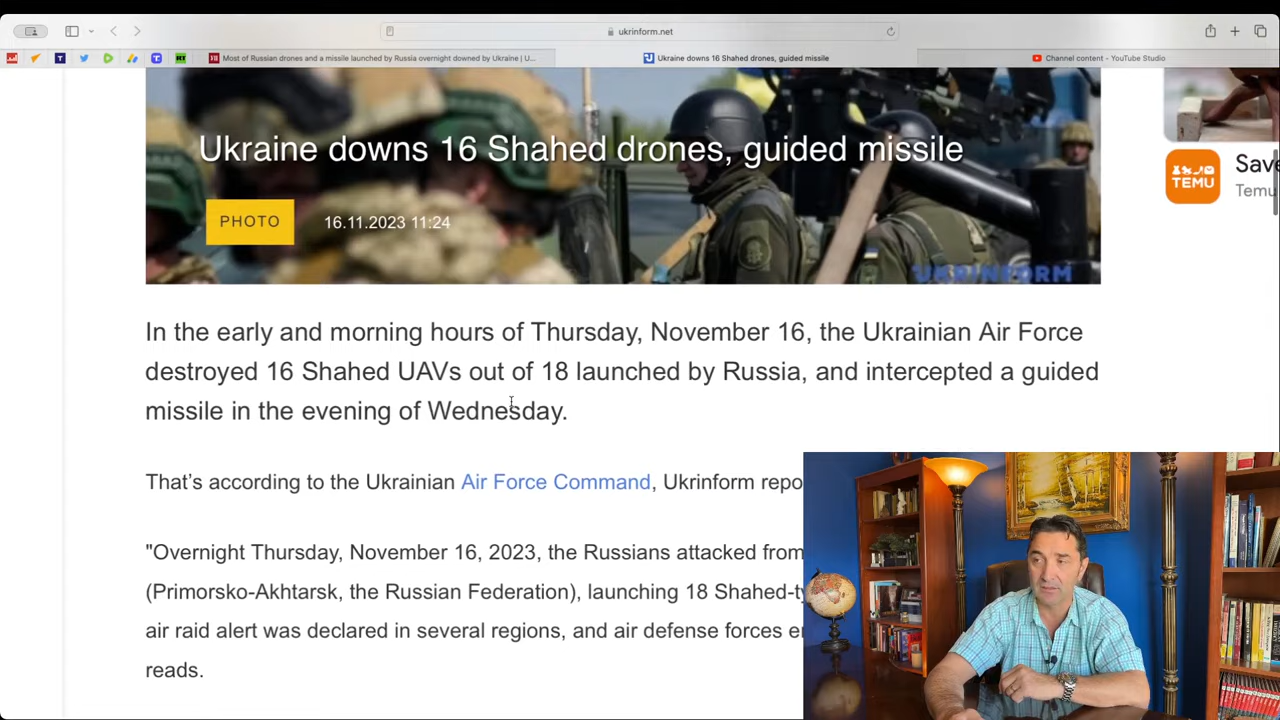 ukrinform.net
Most of Russian drones and a missile launched by Russia overnight downed by Ukraine | U...
Ukraine downs 16 Shahed drones, guided missile
Channel content - YouTube Studio
Ukraine downs 16 Shahed drones, guided missile
PHOTO
16.11.2023 11:24
UKRINFORM
TEMU
Save
Temu
In the early and morning hours of Thursday, November 16, the Ukrainian Air Force
destroyed 16 Shahed UAVs out of 18 launched by Russia, and intercepted a guided
missile in the evening of Wednesday.
That's according to the Ukrainian Air Force Command, Ukrinform repo
"Overnight Thursday, November 16, 2023, the Russians attacked from
(Primorsko-Akhtarsk, the Russian Federation), launching 18 Shahed-ty
air raid alert was declared in several regions, and air defense forces en
reads.